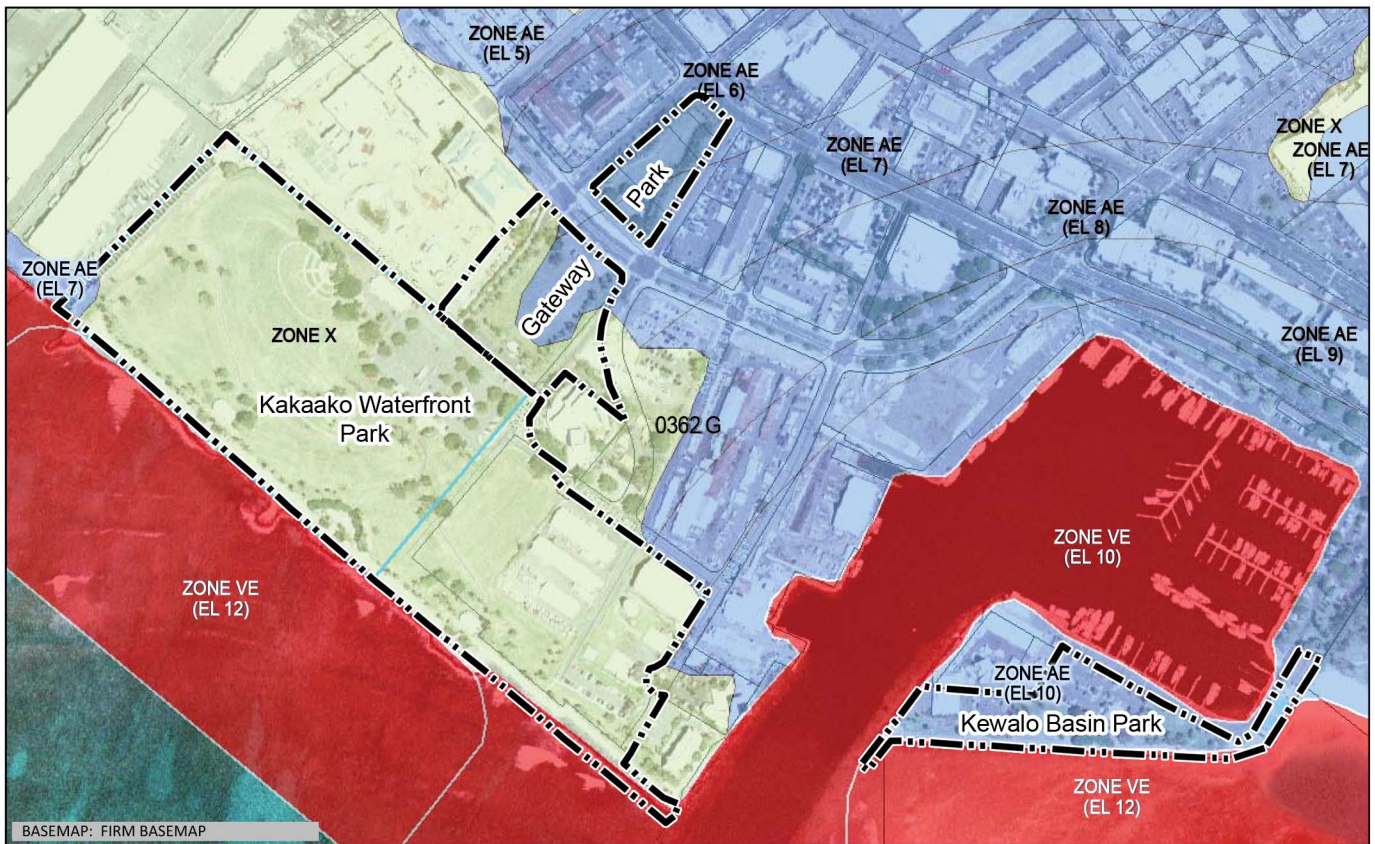 ZONE AE
(EL 5)
ZONE AE
(EL 6)
ZONE AE
(EL 7)
ZONE X
ZONE AE
(EL 7)
Park
ZONE AE
(EL 8)
ZONE AE
(EL 7)
Gateway
ZONE X
ZONE AE
(EL 9)
Kakaako Waterfront
Park
0362 G
ZONE VE
(EL 10)
ZONE VE
(EL 12)
ZONE AE
(EL 10)
Kewalo Basin Park
ZONE VE
(EL 12)
BASEMAP: FIRM BASEMAP